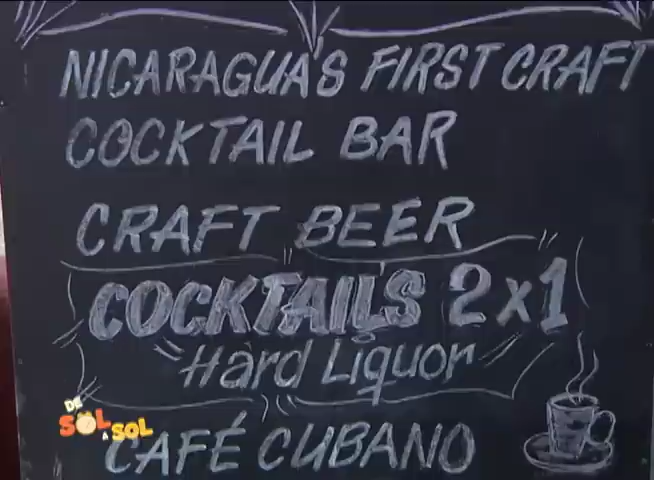 NICARAGUA'S FIRST CRAFT
COCKTAIL BAR
CRAFT BEER
COCKTAILS 2x1
Hard Liquor
DE
SOL
A SOL
CAFÉ CUBANO